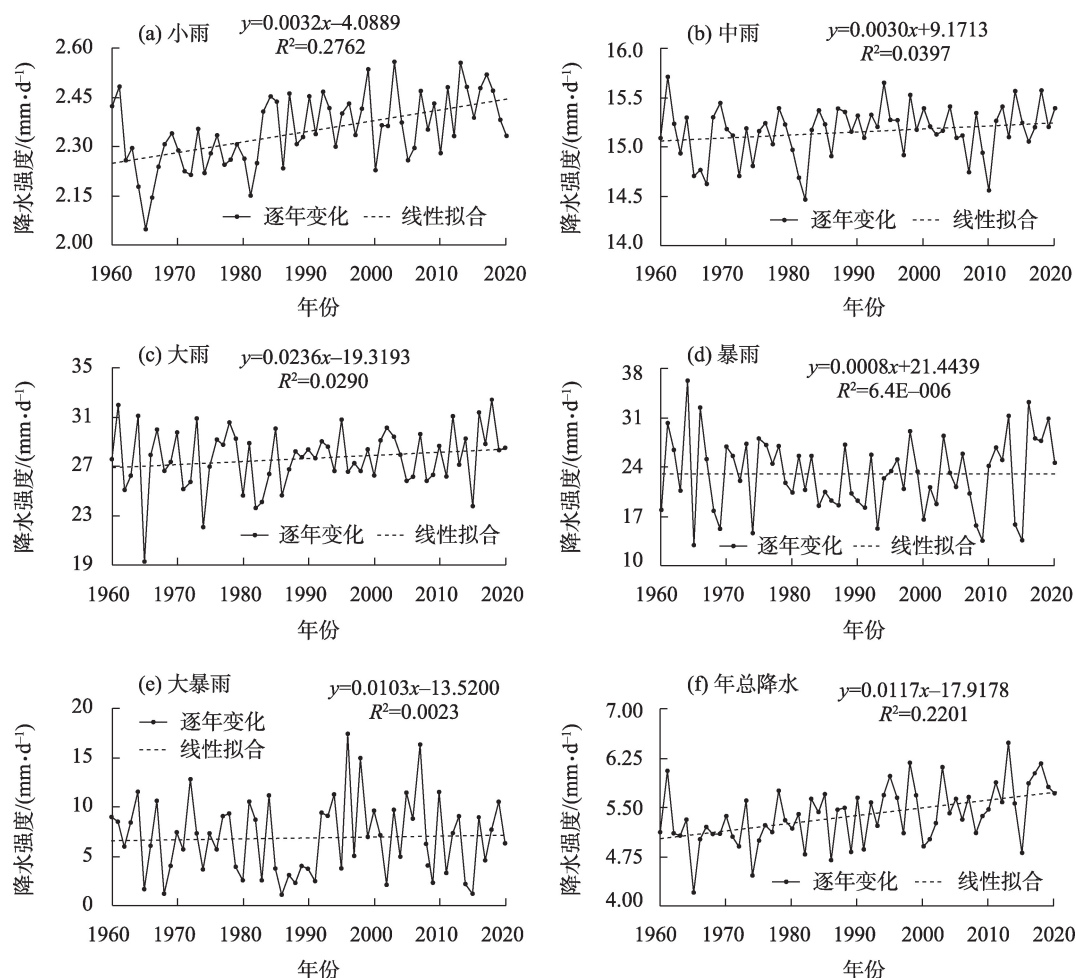 (a) 小雨
y=0.0032x–4.0889
R²=0.2762
降水强度/(mm•d⁻¹)
2.60
2.45
2.30
2.15
2.00
逐年变化
线性拟合
1960 1970 1980 1990 2000 2010 2020
年份
(b) 中雨
y=0.0030x+9.1713
R²=0.0397
降水强度/(mm•d⁻¹)
16.0
15.5
15.0
14.5
14.0
逐年变化
线性拟合
1960 1970 1980 1990 2000 2010 2020
年份
(c) 大雨
y=0.0236x–19.3193
R²=0.0290
降水强度/(mm•d⁻¹)
35
31
27
23
19
逐年变化
线性拟合
1960 1970 1980 1990 2000 2010 2020
年份
(d) 暴雨
y=0.0008x+21.4439
R²=6.4E–006
降水强度/(mm•d⁻¹)
38
31
24
17
10
逐年变化
线性拟合
1960 1970 1980 1990 2000 2010 2020
年份
(e) 大暴雨
y=0.0103x–13.5200
R²=0.0023
降水强度/(mm•d⁻¹)
20
15
10
5
0
逐年变化
线性拟合
1960 1970 1980 1990 2000 2010 2020
年份
(f) 年总降水
y=0.0117x–17.9178
R²=0.2201
降水强度/(mm•d⁻¹)
7.00
6.25
5.50
4.75
4.00
逐年变化
线性拟合
1960 1970 1980 1990 2000 2010 2020
年份